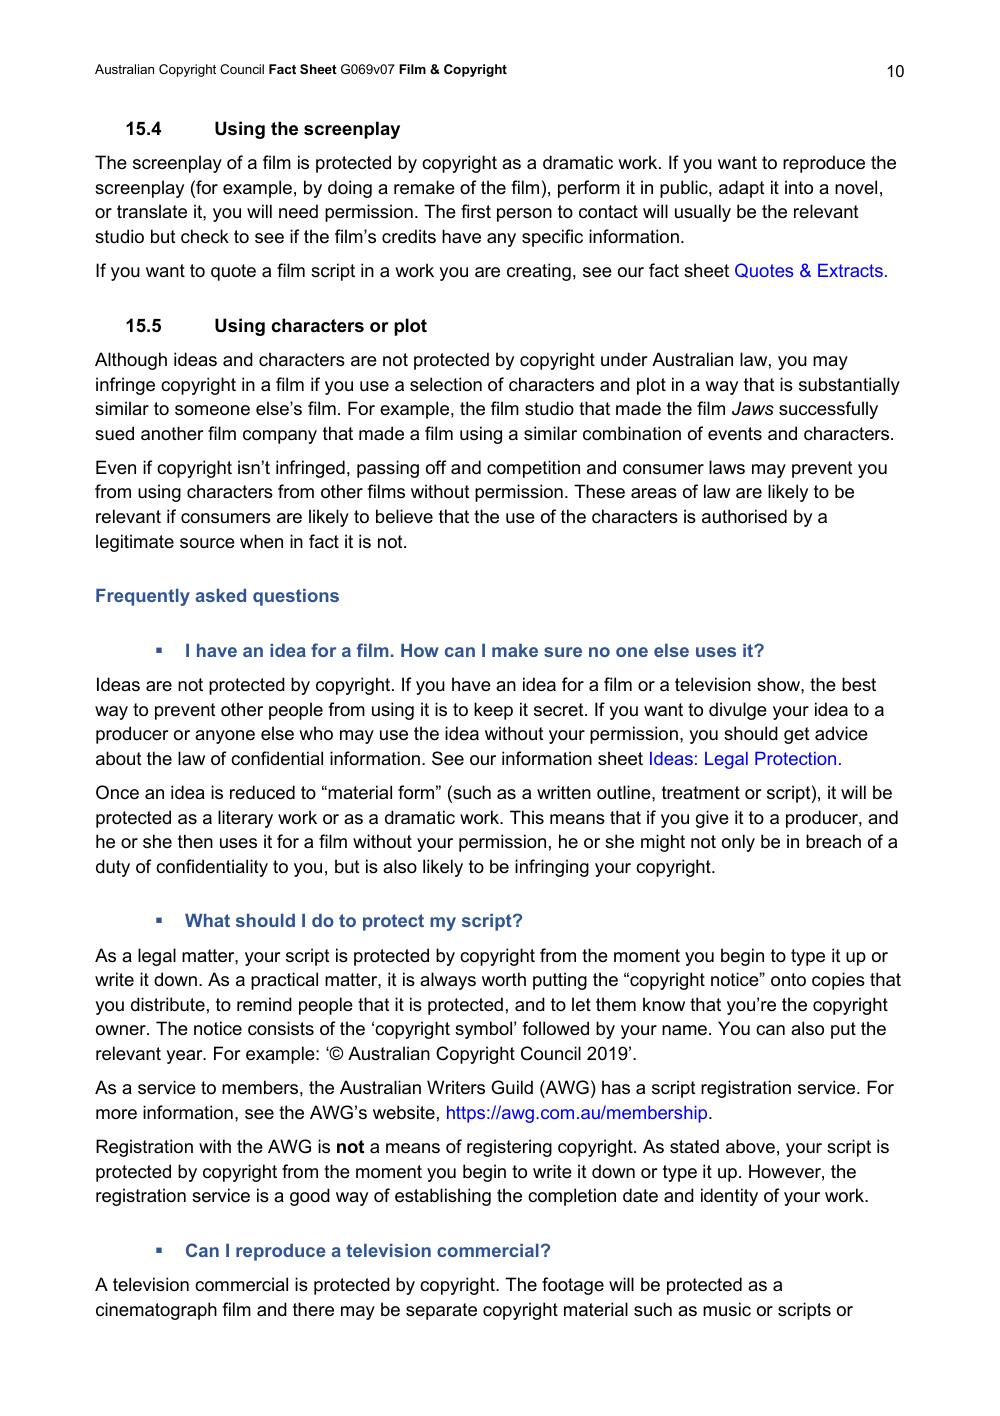 Australian Copyright Council Fact Sheet G069v07 Film & Copyright 10
15.4 Using the screenplay
The screenplay of a film is protected by copyright as a dramatic work. If you want to reproduce the
screenplay (for example, by doing a remake of the film), perform it in public, adapt it into a novel,
or translate it, you will need permission. The first person to contact will usually be the relevant
studio but check to see if the film’s credits have any specific information.
If you want to quote a film script in a work you are creating, see our fact sheet Quotes & Extracts.
15.5 Using characters or plot
Although ideas and characters are not protected by copyright under Australian law, you may
infringe copyright in a film if you use a selection of characters and plot in a way that is substantially
similar to someone else’s film. For example, the film studio that made the film Jaws successfully
sued another film company that made a film using a similar combination of events and characters.
Even if copyright isn’t infringed, passing off and competition and consumer laws may prevent you
from using characters from other films without permission. These areas of law are likely to be
relevant if consumers are likely to believe that the use of the characters is authorised by a
legitimate source when in fact it is not.
Frequently asked questions
▪ I have an idea for a film. How can I make sure no one else uses it?
Ideas are not protected by copyright. If you have an idea for a film or a television show, the best
way to prevent other people from using it is to keep it secret. If you want to divulge your idea to a
producer or anyone else who may use the idea without your permission, you should get advice
about the law of confidential information. See our information sheet Ideas: Legal Protection.
Once an idea is reduced to “material form” (such as a written outline, treatment or script), it will be
protected as a literary work or as a dramatic work. This means that if you give it to a producer, and
he or she then uses it for a film without your permission, he or she might not only be in breach of a
duty of confidentiality to you, but is also likely to be infringing your copyright.
▪ What should I do to protect my script?
As a legal matter, your script is protected by copyright from the moment you begin to type it up or
write it down. As a practical matter, it is always worth putting the “copyright notice” onto copies that
you distribute, to remind people that it is protected, and to let them know that you’re the copyright
owner. The notice consists of the ‘copyright symbol’ followed by your name. You can also put the
relevant year. For example: ‘© Australian Copyright Council 2019’.
As a service to members, the Australian Writers Guild (AWG) has a script registration service. For
more information, see the AWG’s website, https://awg.com.au/membership.
Registration with the AWG is not a means of registering copyright. As stated above, your script is
protected by copyright from the moment you begin to write it down or type it up. However, the
registration service is a good way of establishing the completion date and identity of your work.
▪ Can I reproduce a television commercial?
A television commercial is protected by copyright. The footage will be protected as a
cinematograph film and there may be separate copyright material such as music or scripts or